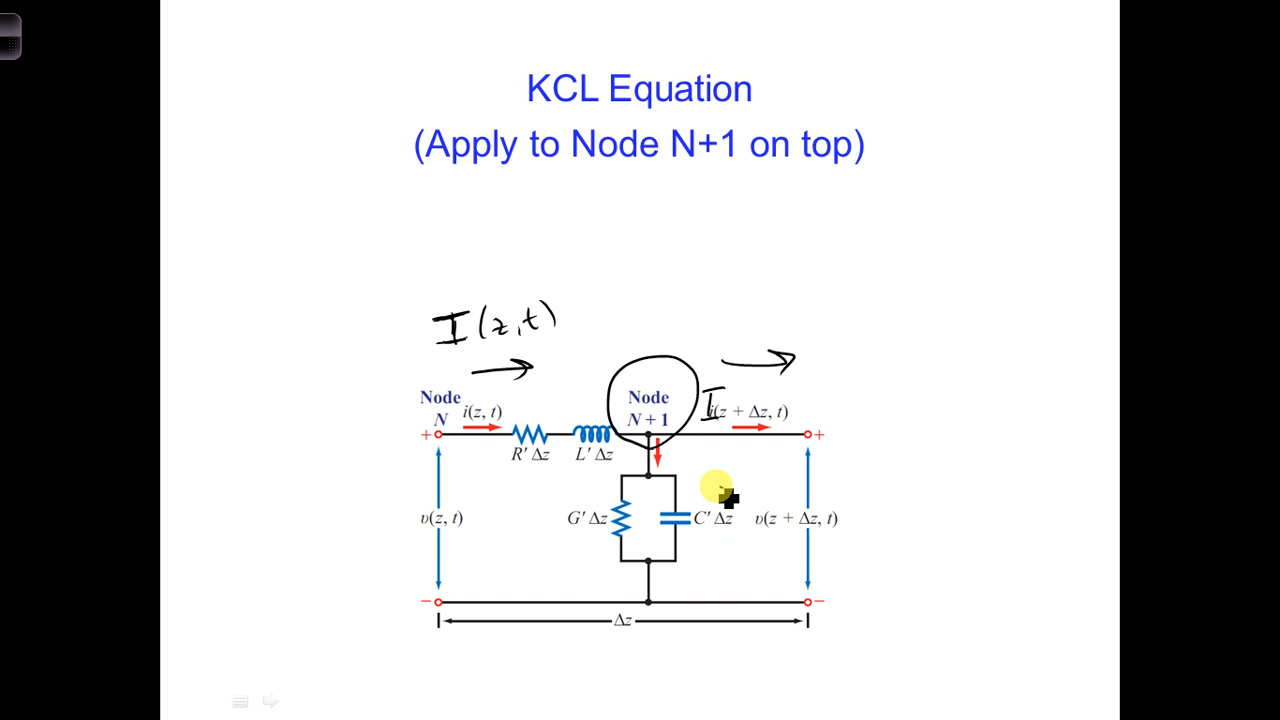 KCL Equation
(Apply to Node N+1 on top)
I(z,t)
Node
N
i(z, t)
Node
N + 1
I
i(z + Δz, t)
+
+
R′ Δz
L′ Δz
υ(z, t)
G′ Δz
C′ Δz
υ(z + Δz, t)
−
−
Δz